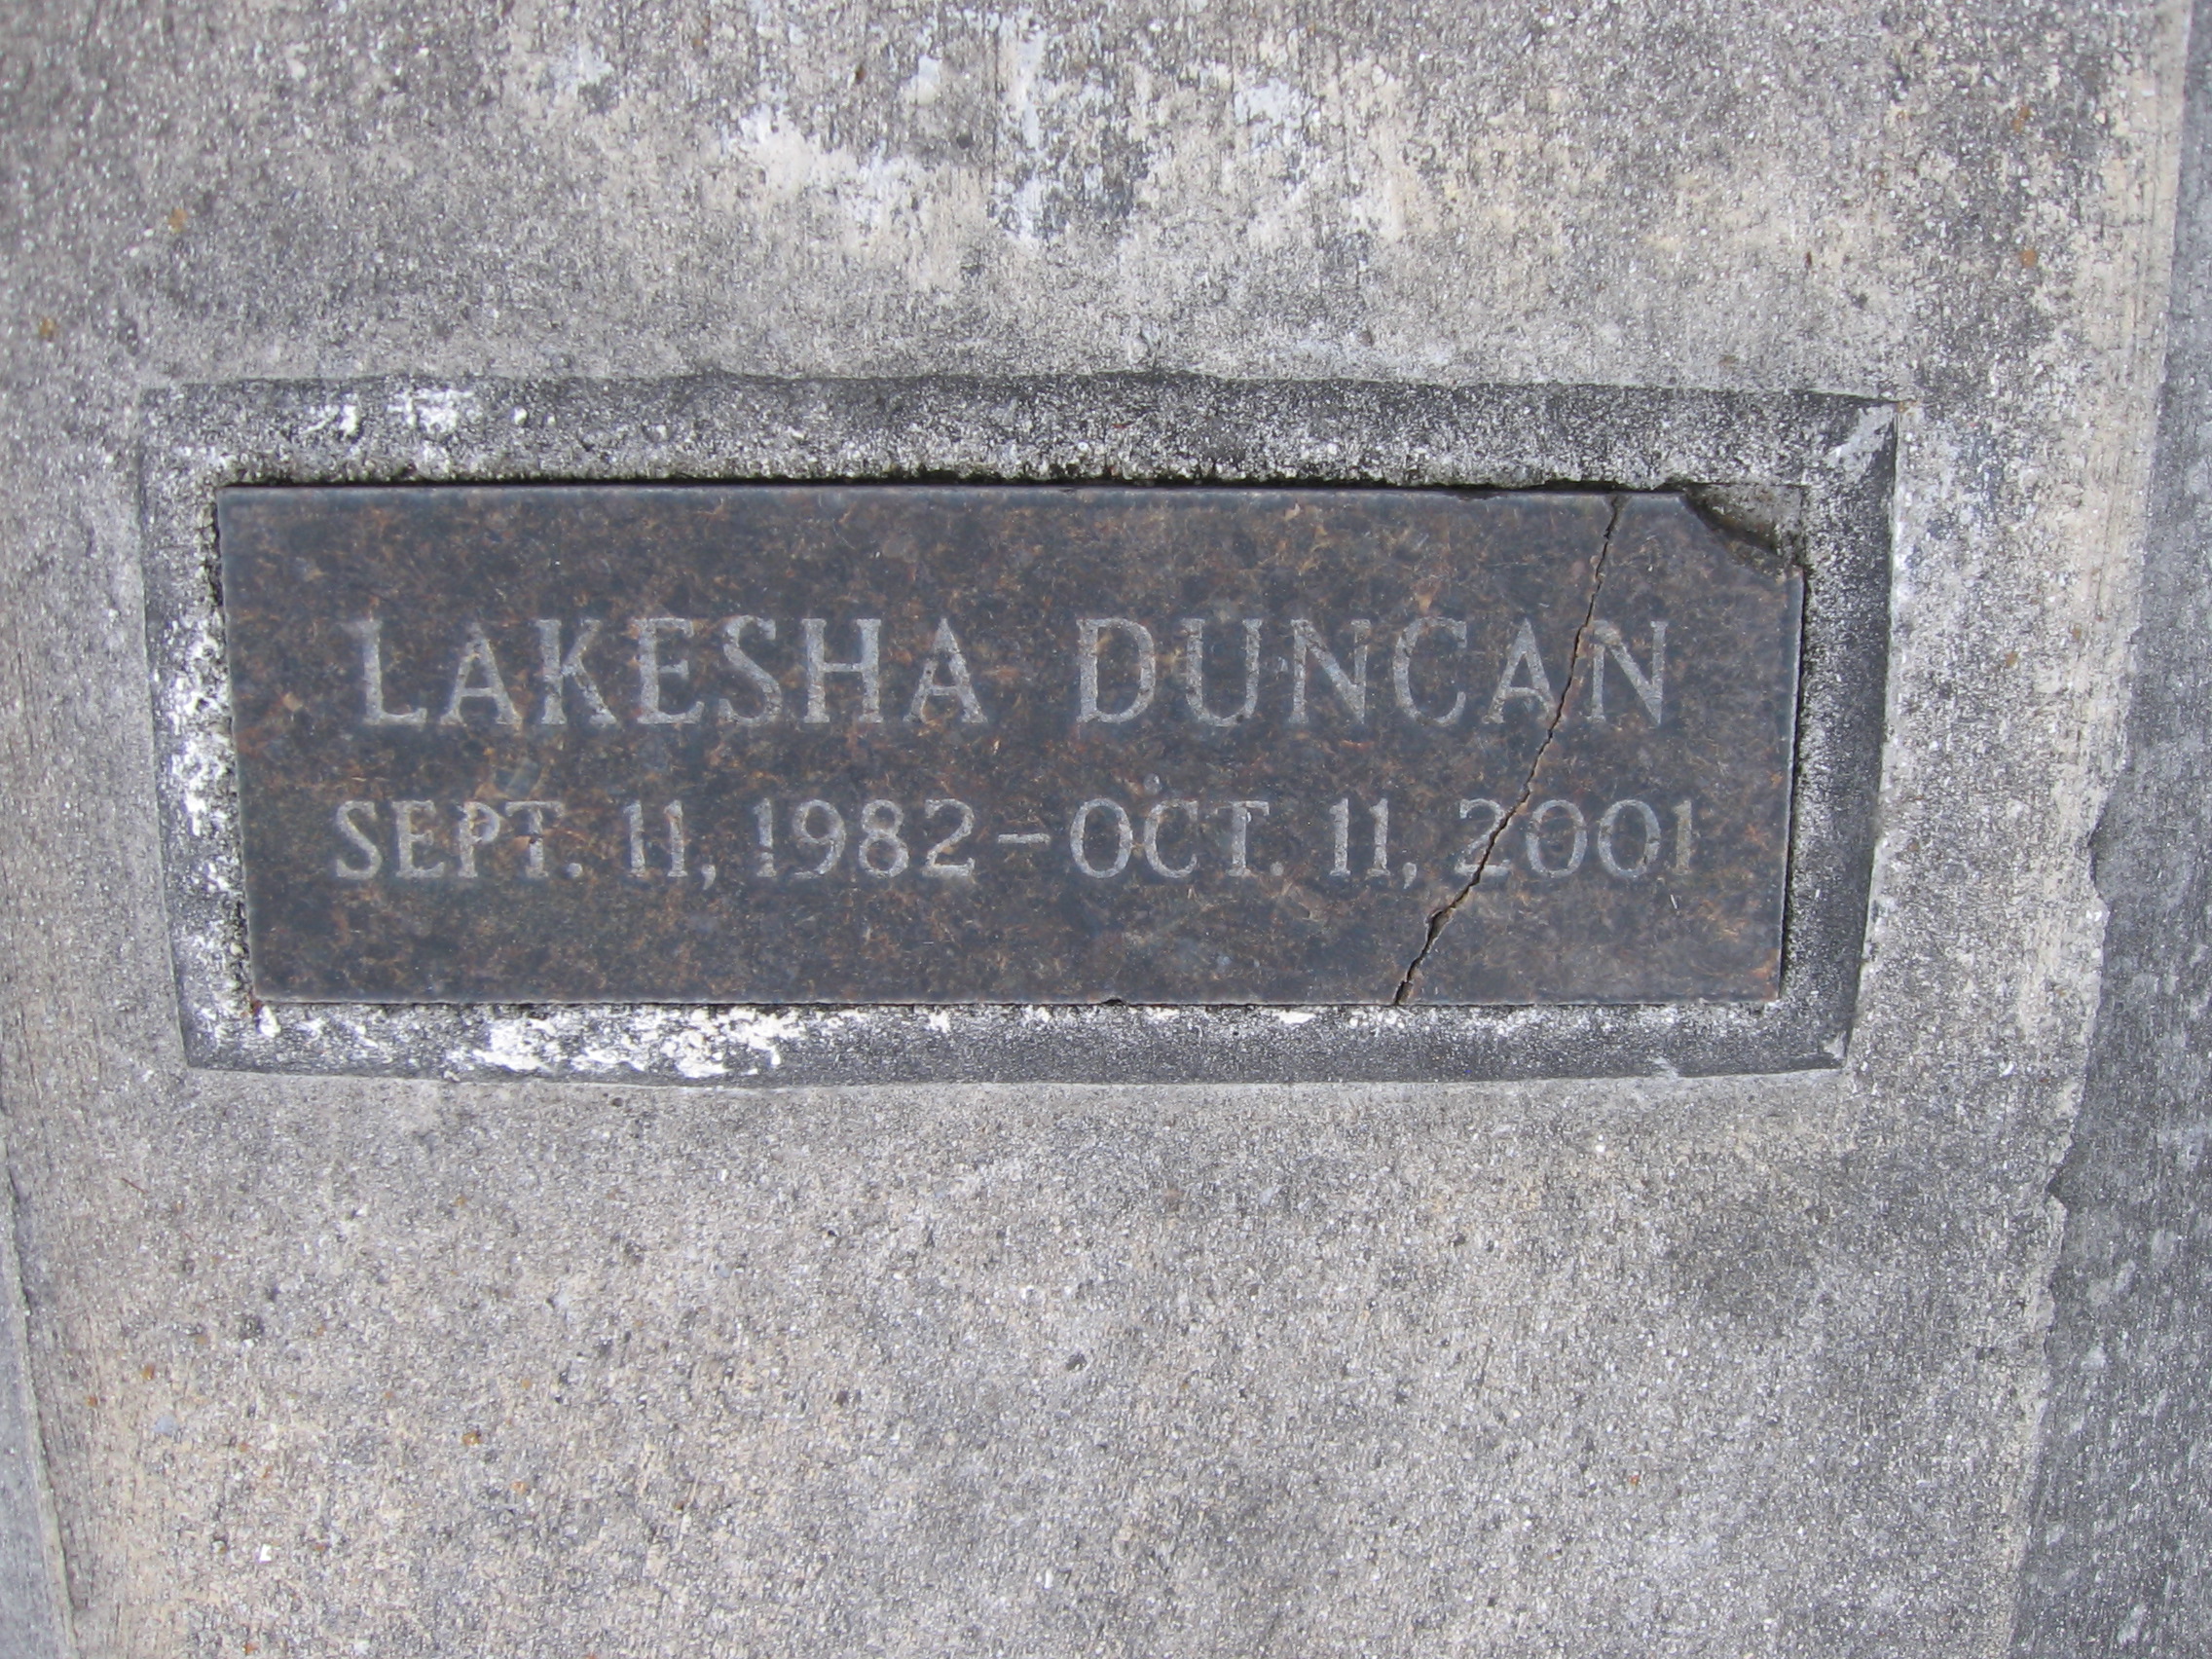 LAKESHA DUNCAN
SEPT. 11, 1982 - OCT. 11, 2001